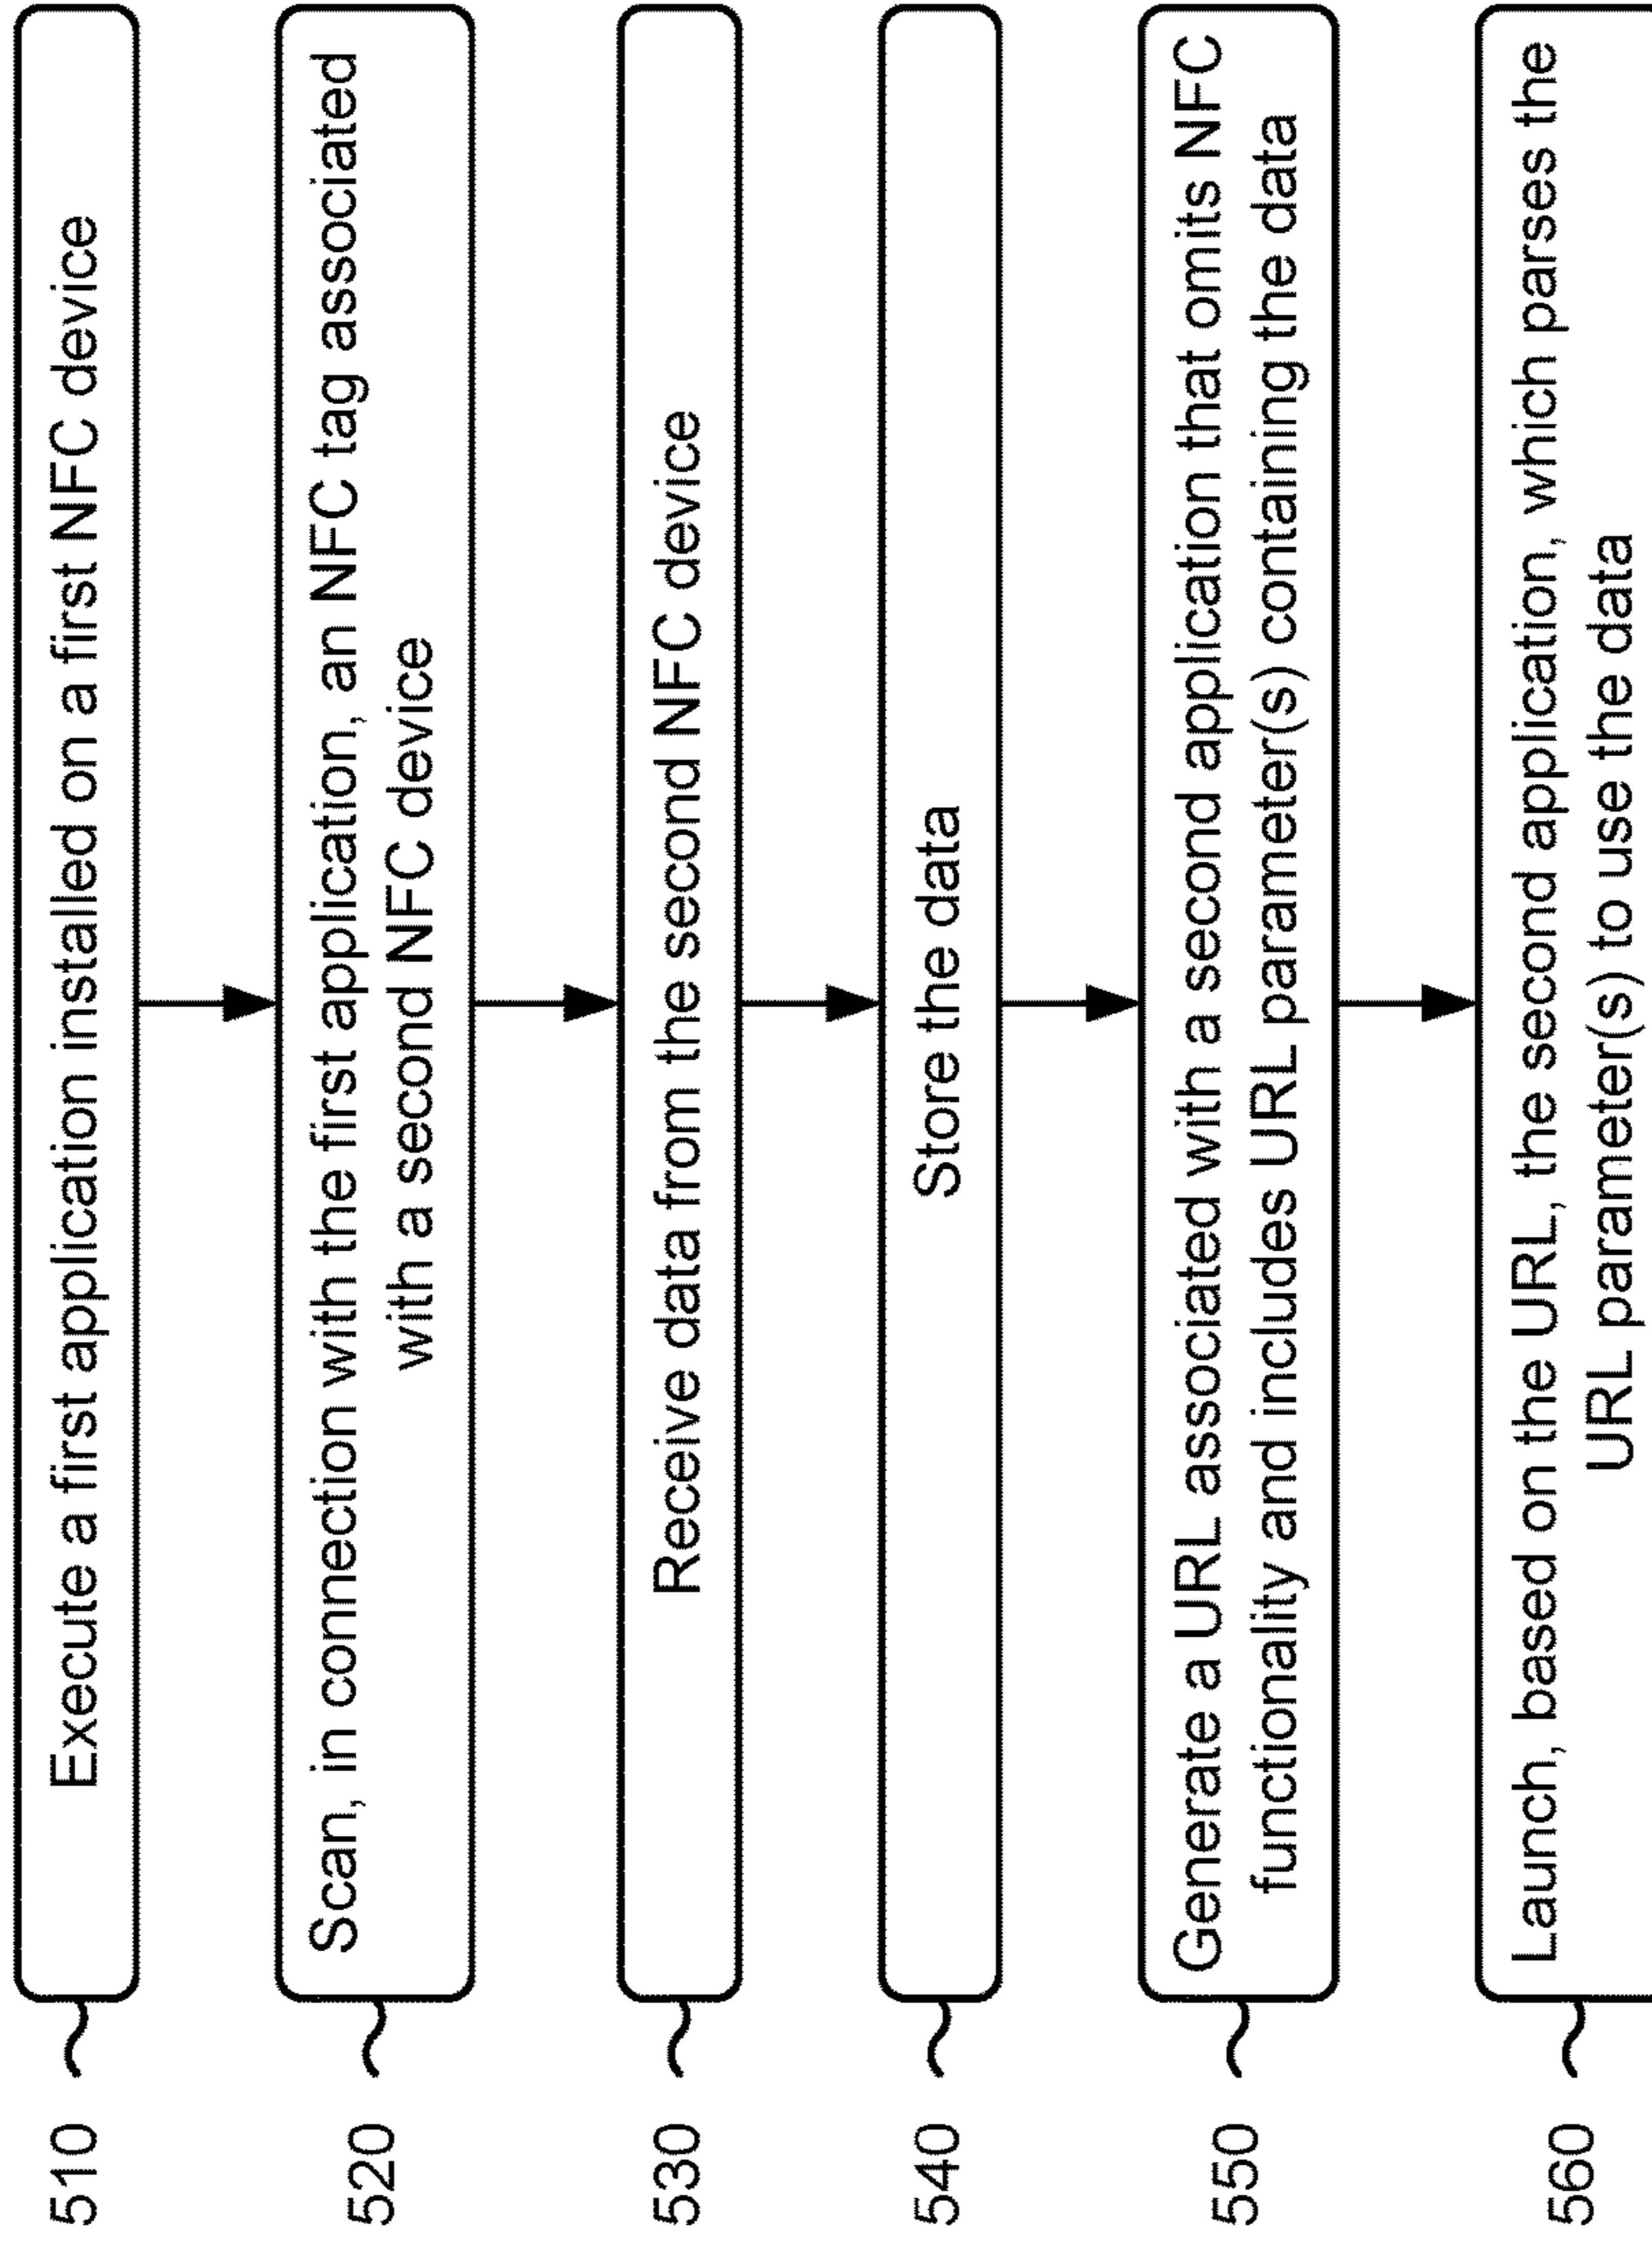 510
Execute a first application installed on a first NFC device
520
Scan, in connection with the first application, an NFC tag associated
with a second NFC device
530
Receive data from the second NFC device
540
Store the data
550
Generate a URL associated with a second application that omits NFC
functionality and includes URL parameter(s) containing the data
560
Launch, based on the URL, the second application, which parses the
URL parameter(s) to use the data